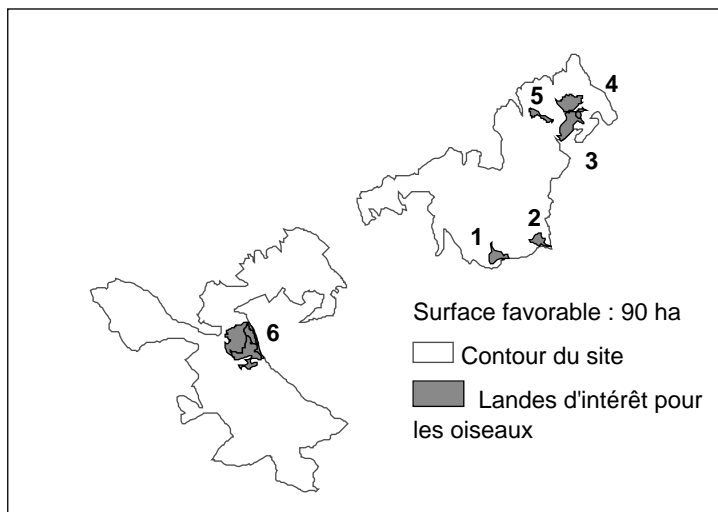 4
5
3
2
1
6
Surface favorable : 90 ha
Contour du site
Landes d'intérêt pour
les oiseaux